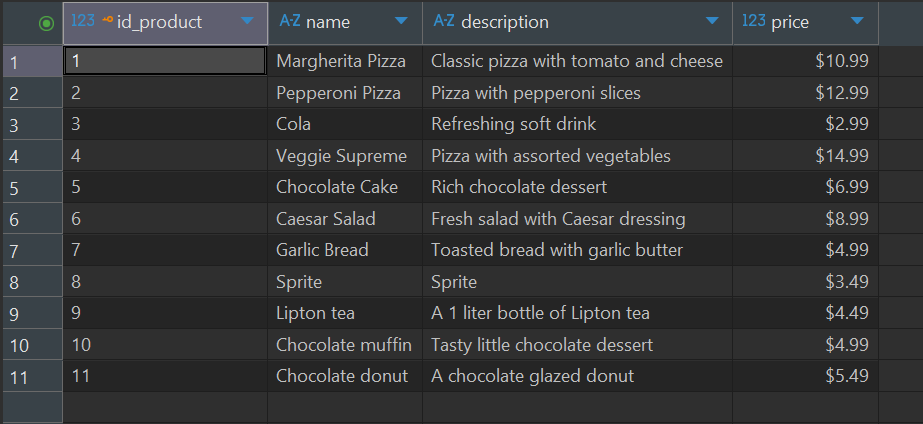 123 id_product A-Z name A-Z description 123 price
1 1 Margherita Pizza Classic pizza with tomato and cheese $10.99
2 2 Pepperoni Pizza Pizza with pepperoni slices $12.99
3 3 Cola Refreshing soft drink $2.99
4 4 Veggie Supreme Pizza with assorted vegetables $14.99
5 5 Chocolate Cake Rich chocolate dessert $6.99
6 6 Caesar Salad Fresh salad with Caesar dressing $8.99
7 7 Garlic Bread Toasted bread with garlic butter $4.99
8 8 Sprite Sprite $3.49
9 9 Lipton tea A 1 liter bottle of Lipton tea $4.49
10 10 Chocolate muffin Tasty little chocolate dessert $4.99
11 11 Chocolate donut A chocolate glazed donut $5.49